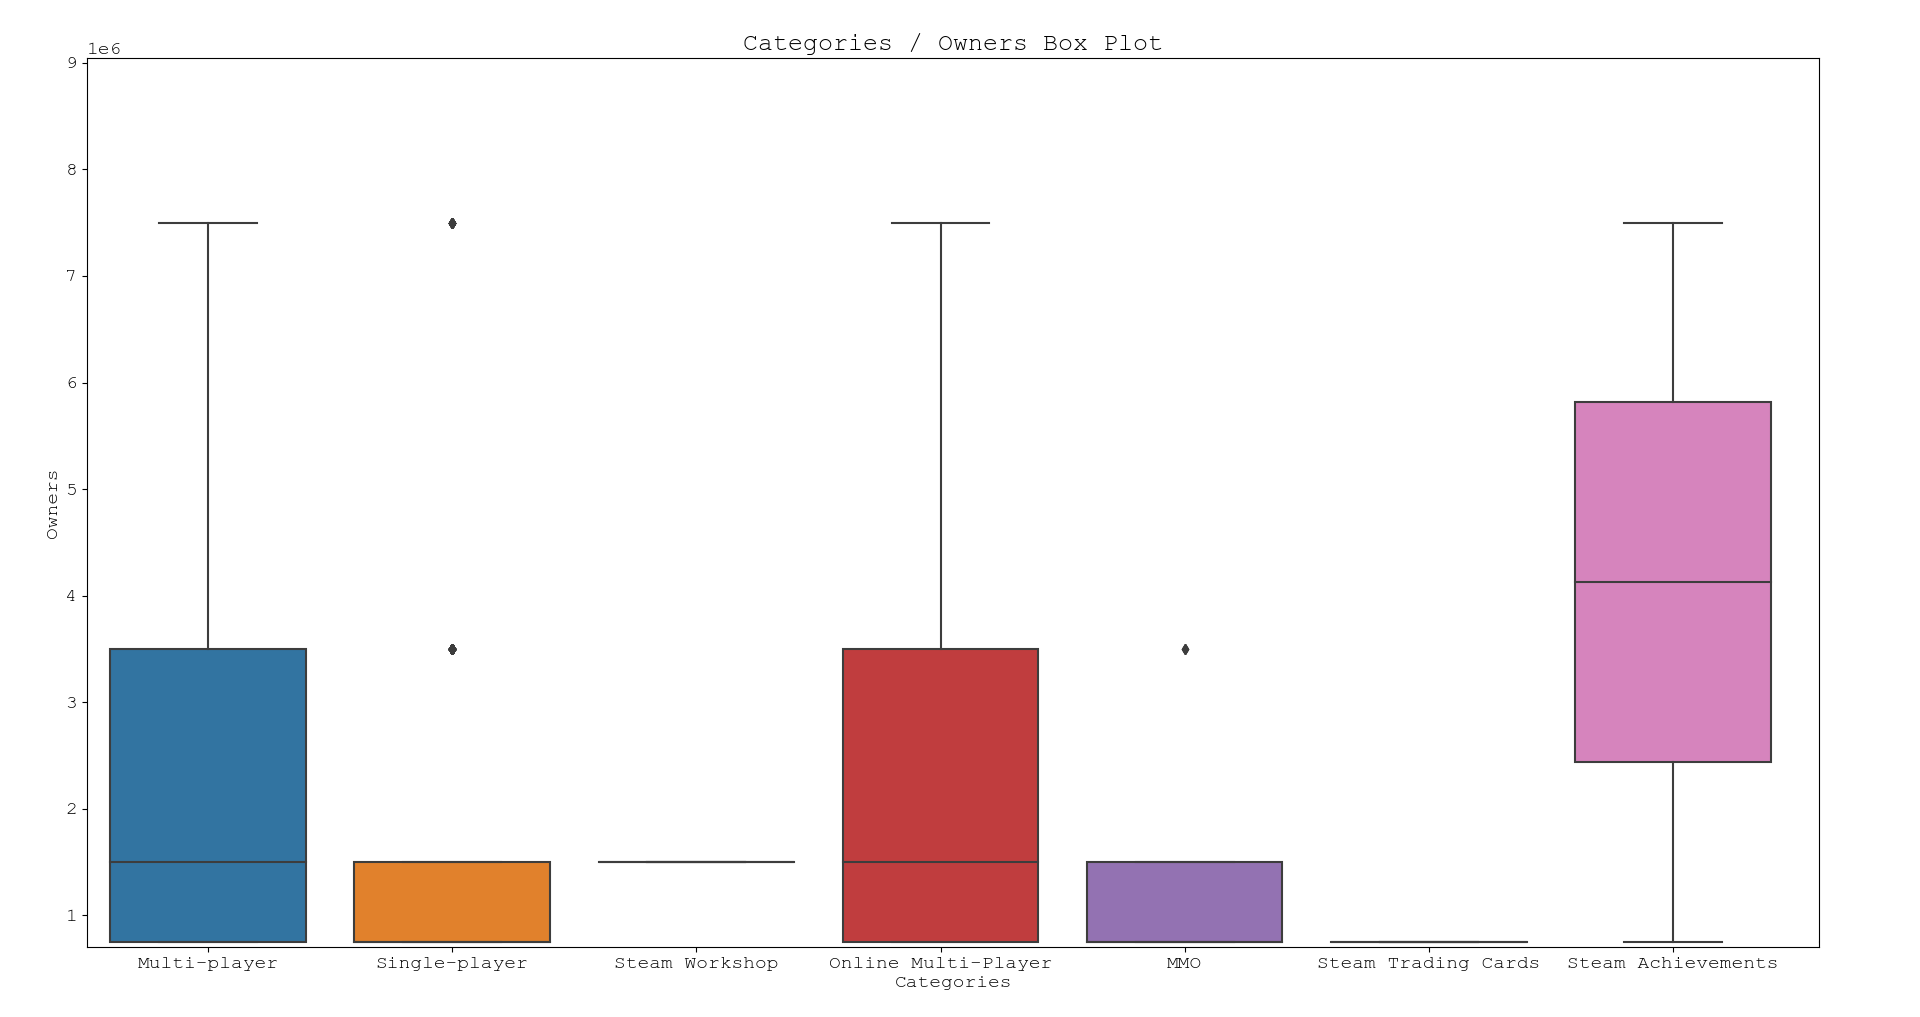 Categories / Owners Box Plot
1e6
9
8
7
6
5
4
3
2
1
Owners
Multi-player Single-player Steam Workshop Online Multi-Player MMO Steam Trading Cards Steam Achievements
Categories